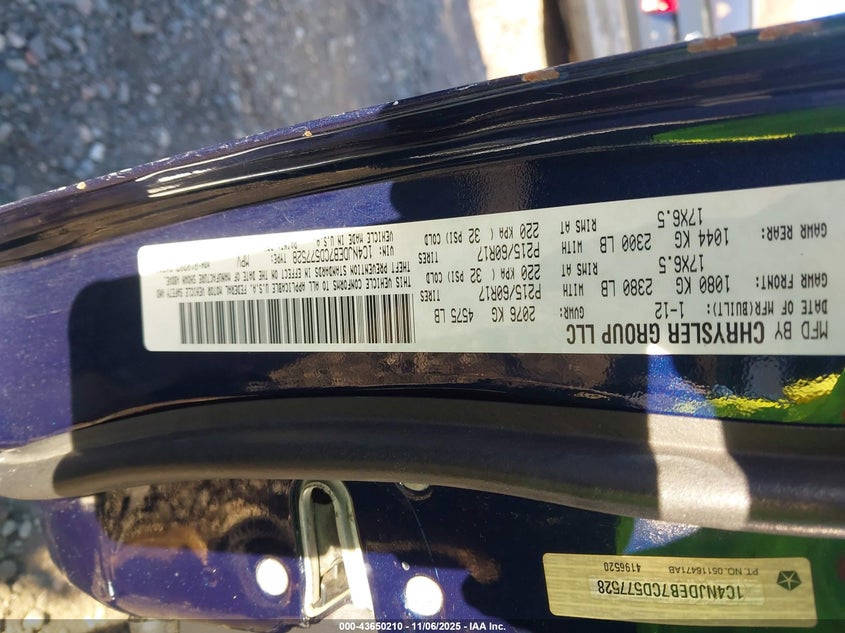 MFD BY CHRYSLER GROUP LLC
DATE OF MFR(BUILT): 1-12 GVWR: 2076 KG 4575 LB
GAWR FRONT: 1080 KG 2380 LB WITH TIRES P215/60R17
17X6.5 RIMS AT 220 KPA ( 32 PSI) COLD
GAWR REAR: 1044 KG 2300 LB WITH TIRES P215/60R17
17X6.5 RIMS AT 220 KPA ( 32 PSI) COLD
THIS VEHICLE CONFORMS TO ALL APPLICABLE U.S.A. FEDERAL MOTOR VEHICLE SAFETY AND
THEFT PREVENTION STANDARDS IN EFFECT ON THE DATE OF MANUFACTURE SHOWN ABOVE.
VIN: 1C4NJDEB7CD577528 TYPE: MPV
VEHICLE MADE IN U.S.A
1C4NJDEB7CD577528
PT. NO. 05116471AB
4196520
000-43650210 - 11/06/2025 - IAA Inc.